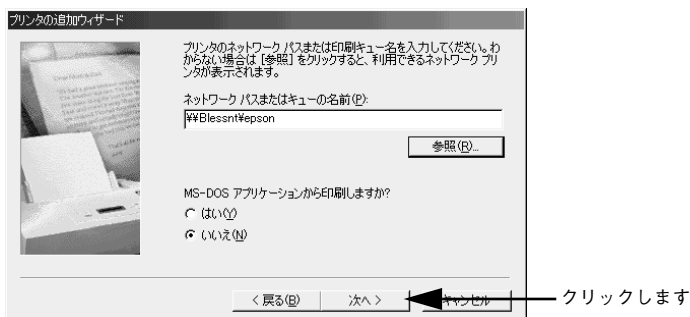 プリンタの追加ウィザード
プリンタのネットワーク パスまたは印刷キュー名を入力してください。わ
からない場合は [参照] をクリックすると、利用できるネットワーク プリ
ンタが表示されます。
ネットワーク パスまたはキューの名前(P):
¥¥Blessnt¥epson
参照(R)...
MS-DOS アプリケーションから印刷しますか?
はい(Y)
いいえ(N)
< 戻る(B)
次へ >
キャンセル
クリックします